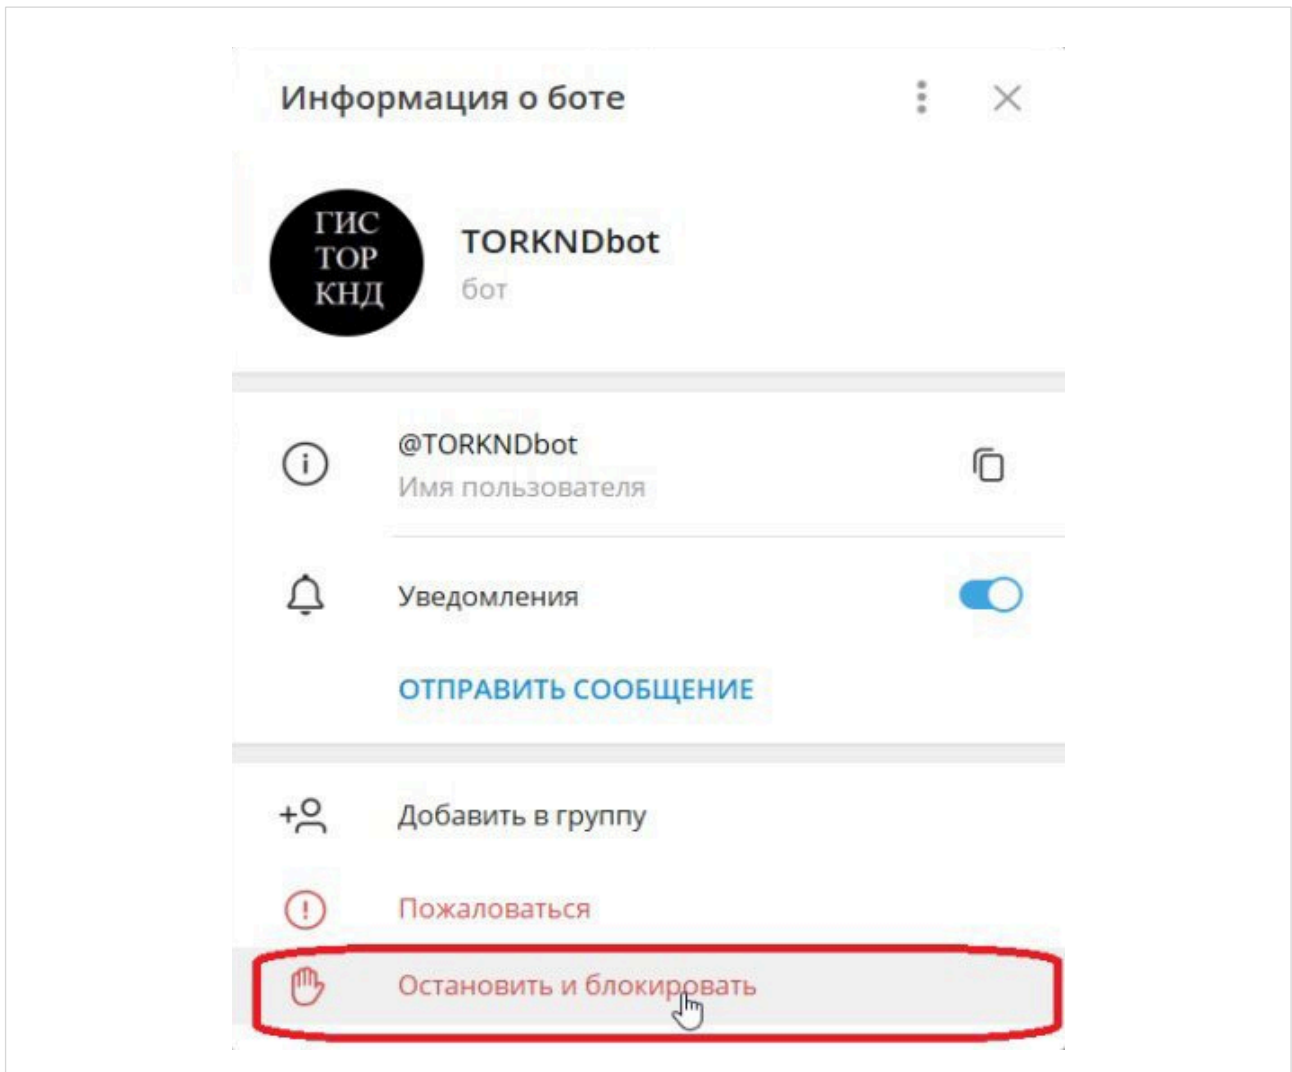 Информация о боте
ГИС
ТОР
КНД
TORKNDbot
бот
@TORKNDbot
Имя пользователя
Уведомления
ОТПРАВИТЬ СООБЩЕНИЕ
Добавить в группу
Пожаловаться
Остановить и блокировать